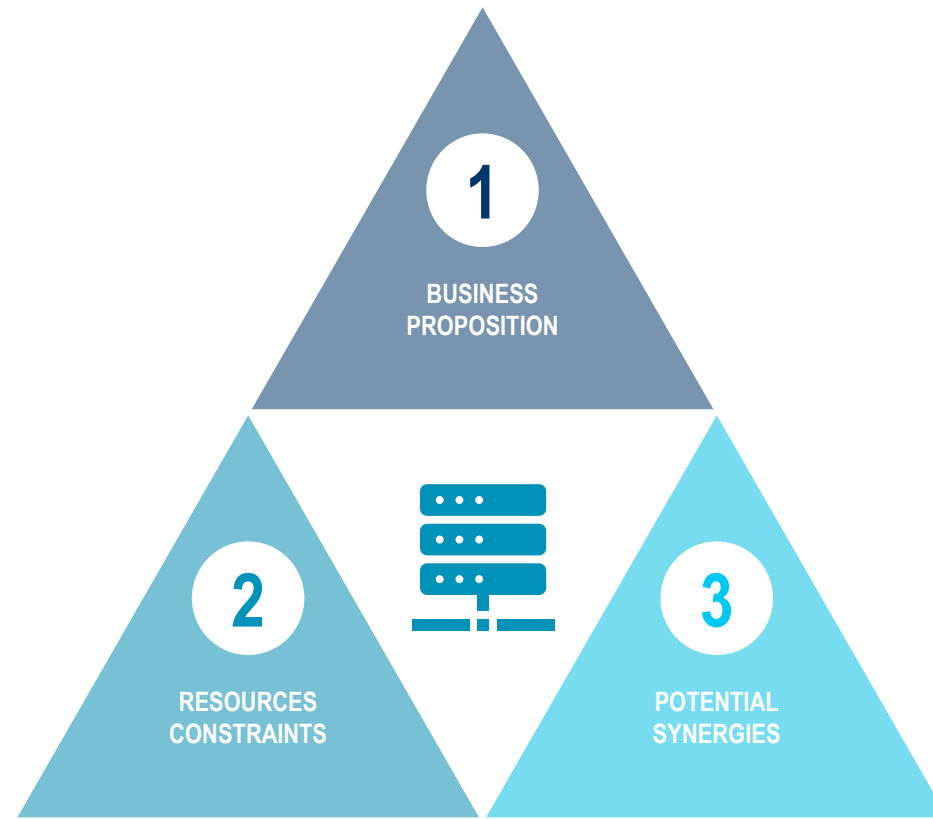 1
BUSINESS
PROPOSITION
2
RESOURCES
CONSTRAINTS
3
POTENTIAL
SYNERGIES